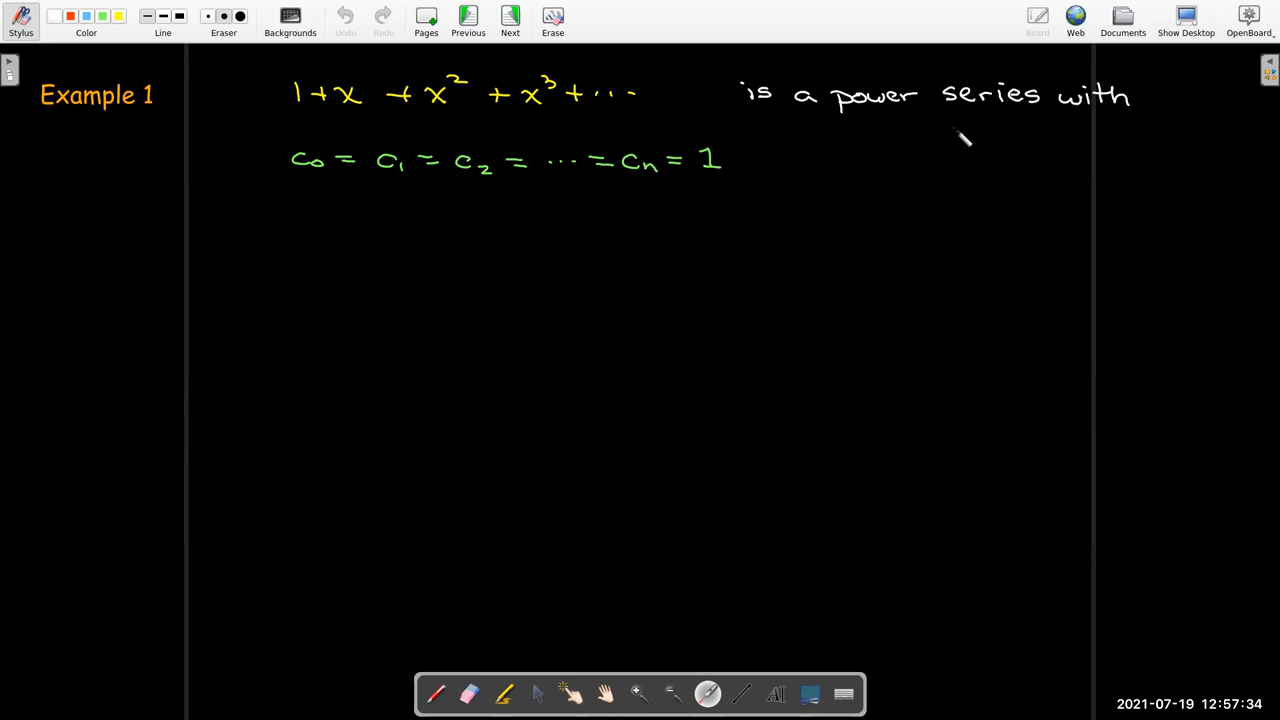 Stylus Color Line Eraser Backgrounds Undo Redo Pages Previous Next Erase Board Web Documents Show Desktop OpenBoard
Example 1 1 + x + x² + x³ + ... is a power series with
c₀ = c₁ = c₂ = ... = cₙ = 1
2021-07-19 12:57:34